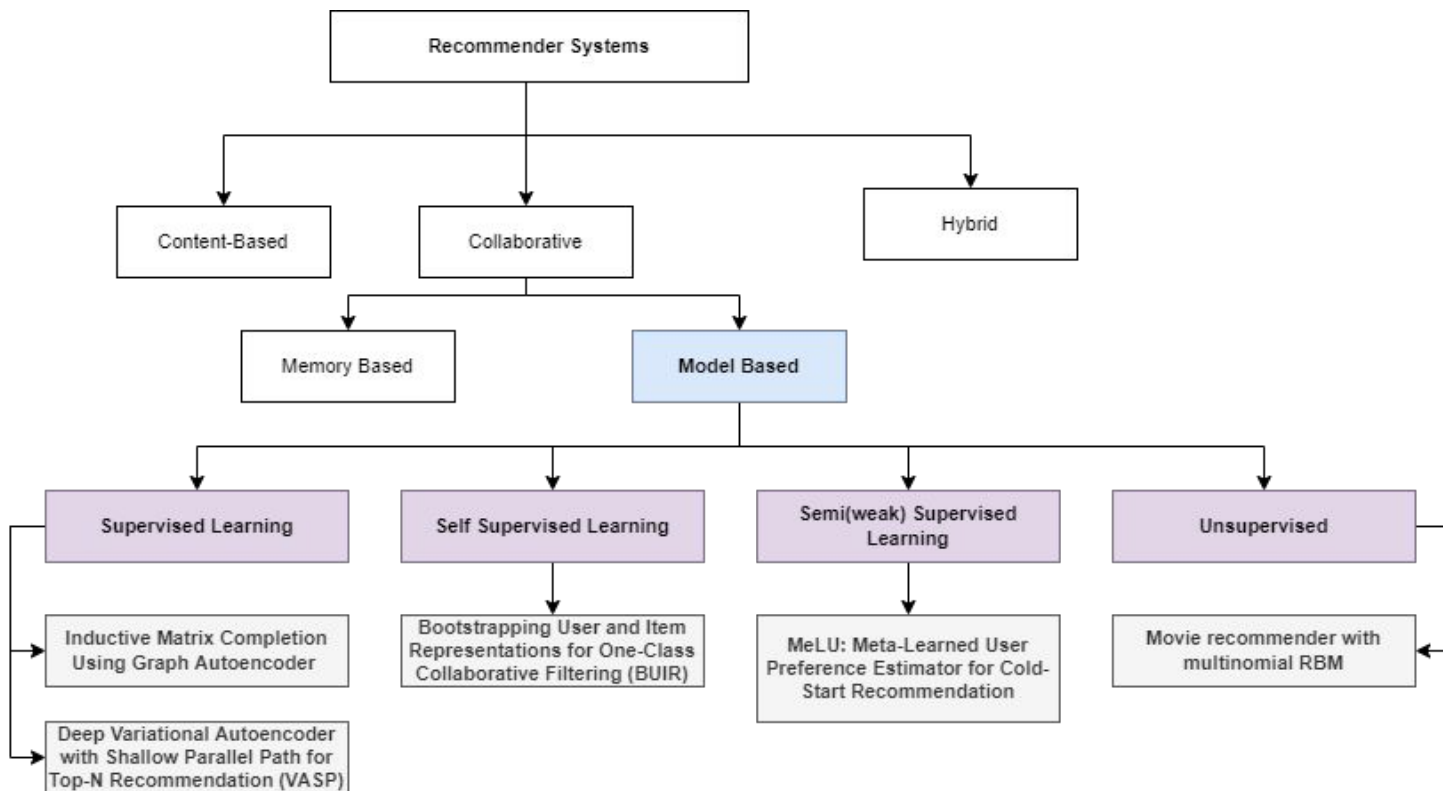 Recommender Systems
Content-Based
Collaborative
Hybrid
Memory Based
Model Based
Supervised Learning
Self Supervised Learning
Semi(weak) Supervised
Learning
Unsupervised
Inductive Matrix Completion
Using Graph Autoencoder
Bootstrapping User and Item
Representations for One-Class
Collaborative Filtering (BUIR)
MeLU: Meta-Learned User
Preference Estimator for Cold-
Start Recommendation
Movie recommender with
multinomial RBM
Deep Variational Autoencoder
with Shallow Parallel Path for
Top-N Recommendation (VASP)